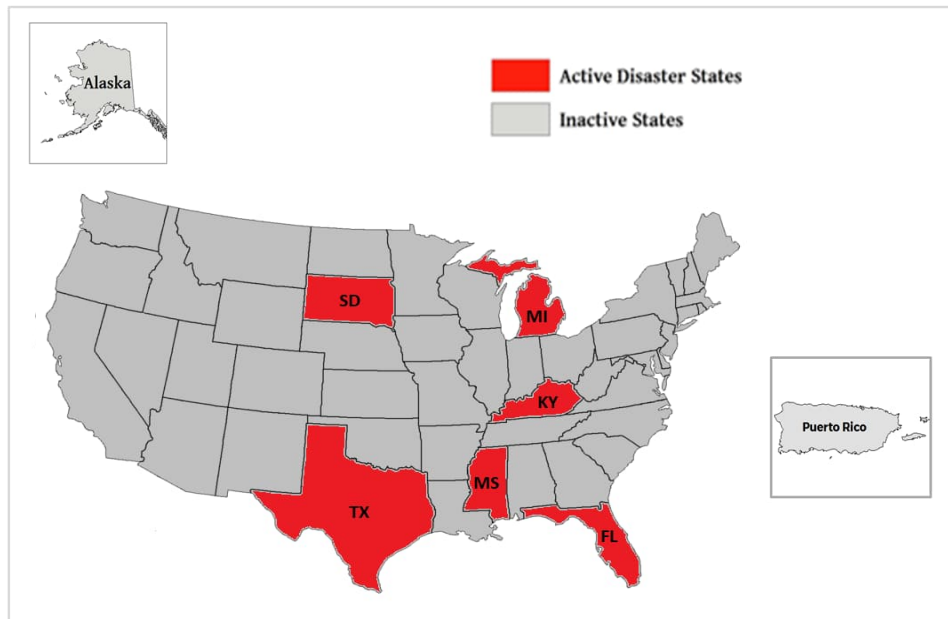 Alaska
Active Disaster States
Inactive States
SD
MI
KY
Puerto Rico
MS
TX
FL